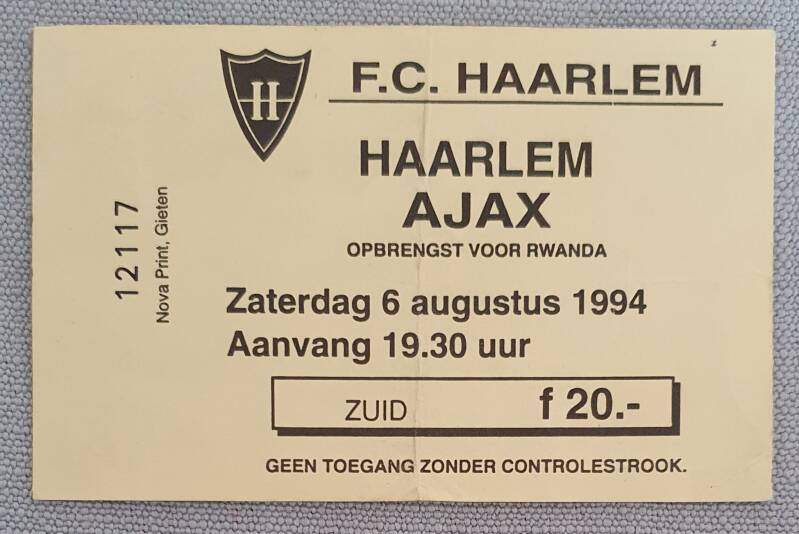 H
F.C. HAARLEM
HAARLEM
AJAX
OPBRENGST VOOR RWANDA
Zaterdag 6 augustus 1994
Aanvang 19.30 uur
ZUID f 20.-
GEEN TOEGANG ZONDER CONTROLESTROOK.
12117
Nova Print, Gieten